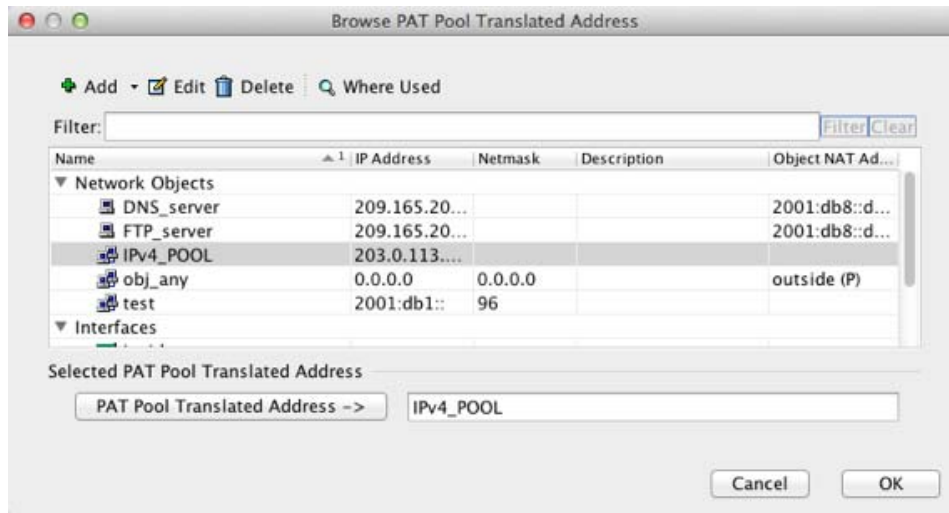 Browse PAT Pool Translated Address
Add Edit Delete Where Used
Filter: Filter Clear
Name 1 IP Address Netmask Description Object NAT Ad...
Network Objects
DNS_server 209.165.20... 2001:db8::d...
FTP_server 209.165.20... 2001:db8::d...
IPv4_POOL 203.0.113....
obj_any 0.0.0.0 0.0.0.0 outside (P)
test 2001:db1:: 96
Interfaces
Selected PAT Pool Translated Address
PAT Pool Translated Address -> IPv4_POOL
Cancel OK